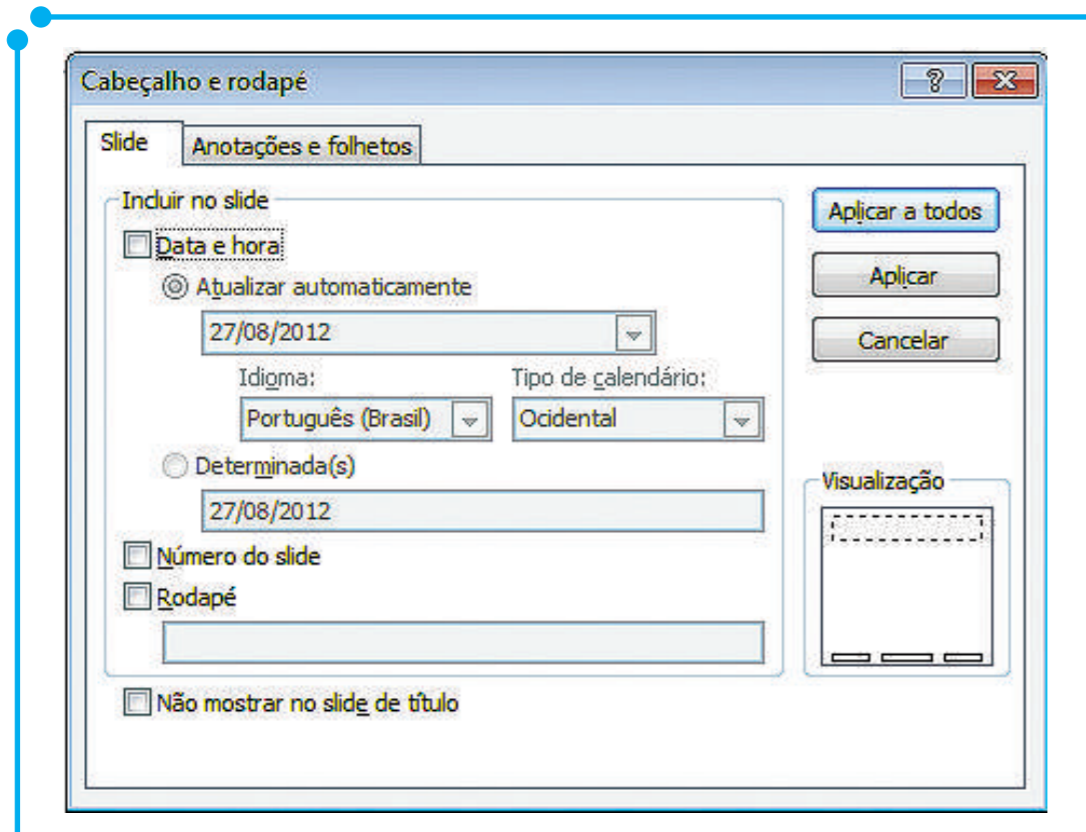 Cabeçalho e rodapé
Slide
Anotações e folhetos
Incluir no slide
Data e hora
Atualizar automaticamente
27/08/2012
Idioma:
Tipo de calendário:
Português (Brasil)
Ocidental
Determinada(s)
27/08/2012
Número do slide
Rodapé
Não mostrar no slide de título
Aplicar a todos
Aplicar
Cancelar
Visualização